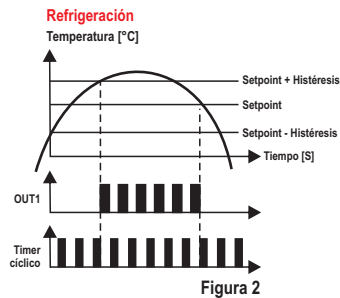 Refrigeración
Temperatura [°C]
Setpoint + Histéresis
Setpoint
Setpoint - Histéresis
Tiempo [S]
OUT1
Timer
cíclico
Figura 2